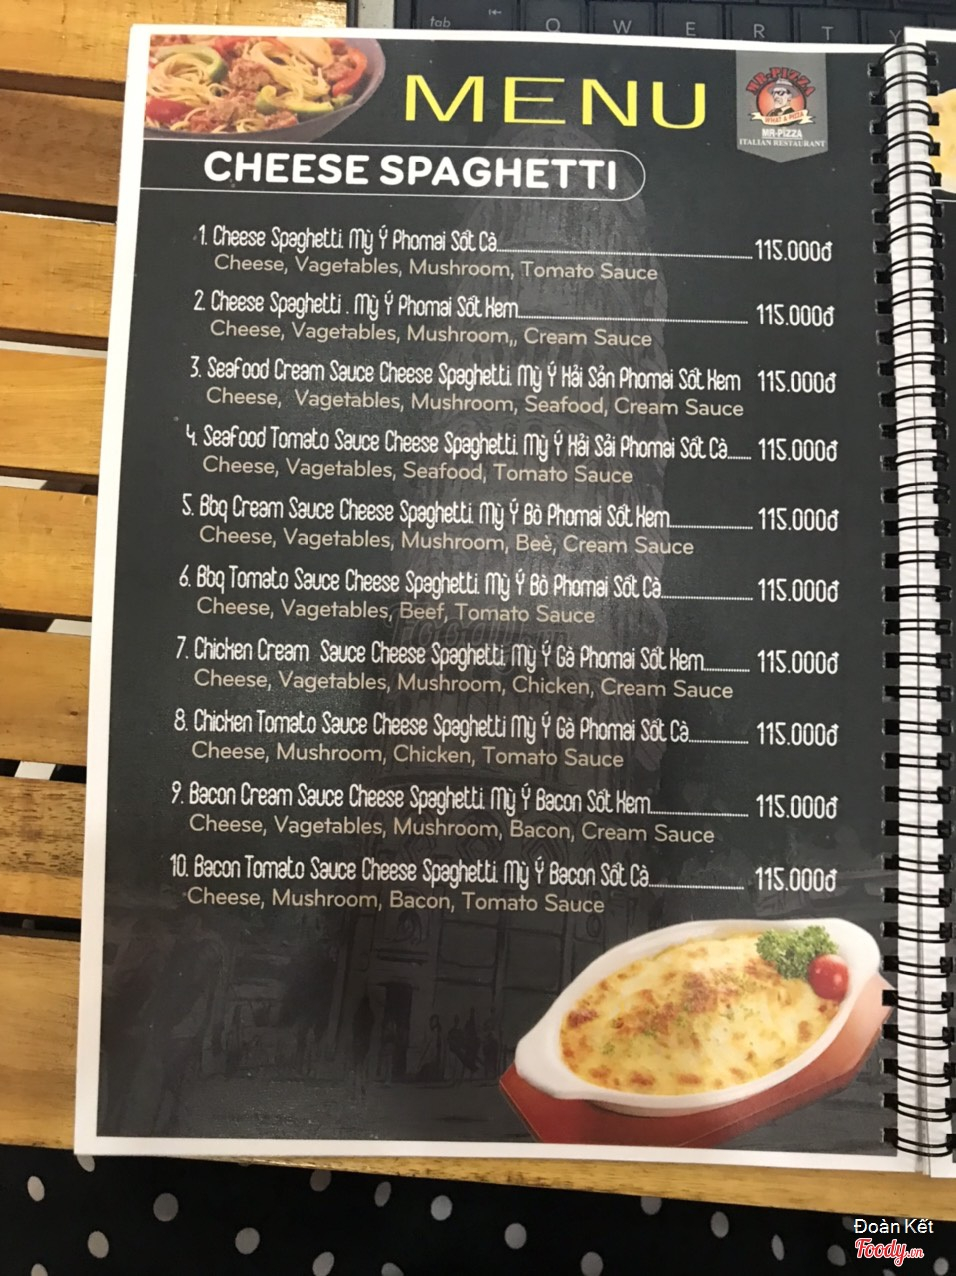 tab Q W E R T Y
MENU
MR-PIZZA
WHAT A PIZZA
MR-PIZZA
ITALIAN RESTAURANT
CHEESE SPAGHETTI
1. Cheese Spaghetti. Mỳ Ý Phomai Sốt Cà 115.000đ
Cheese, Vagetables, Mushroom, Tomato Sauce
2. Cheese Spaghetti . Mỳ Ý Phomai Sốt Kem 115.000đ
Cheese, Vagetables, Mushroom,, Cream Sauce
3. Seafood Cream Sauce Cheese Spaghetti. Mỳ Ý Hải Sản Phomai Sốt Kem 115.000đ
Cheese, Vagetables, Mushroom, Seafood, Cream Sauce
4. Seafood Tomato Sauce Cheese Spaghetti. Mỳ Ý Hải Sải Phomai Sốt Cà 115.000đ
Cheese, Vagetables, Seafood, Tomato Sauce
5. Bbq Cream Sauce Cheese Spaghetti. Mỳ Ý Bò Phomai Sốt Kem 115.000đ
Cheese, Vagetables, Mushroom, Beè, Cream Sauce
6. Bbq Tomato Sauce Cheese Spaghetti. Mỳ Ý Bò Phomai Sốt Cà 115.000đ
Cheese, Vagetables, Beef, Tomato Sauce
7. Chicken Cream Sauce Cheese Spaghetti. Mỳ Ý Gà Phomai Sốt Kem 115.000đ
Cheese, Vagetables, Mushroom, Chicken, Cream Sauce
8. Chicken Tomato Sauce Cheese Spaghetti Mỳ Ý Gà Phomai Sốt Cà 115.000đ
Cheese, Mushroom, Chicken, Tomato Sauce
9. Bacon Cream Sauce Cheese Spaghetti. Mỳ Ý Bacon Sốt Kem 115.000đ
Cheese, Vagetables, Mushroom, Bacon, Cream Sauce
10. Bacon Tomato Sauce Cheese Spaghetti. Mỳ Ý Bacon Sốt Cà 115.000đ
Cheese, Mushroom, Bacon, Tomato Sauce
Đoàn Kết
Foody.vn